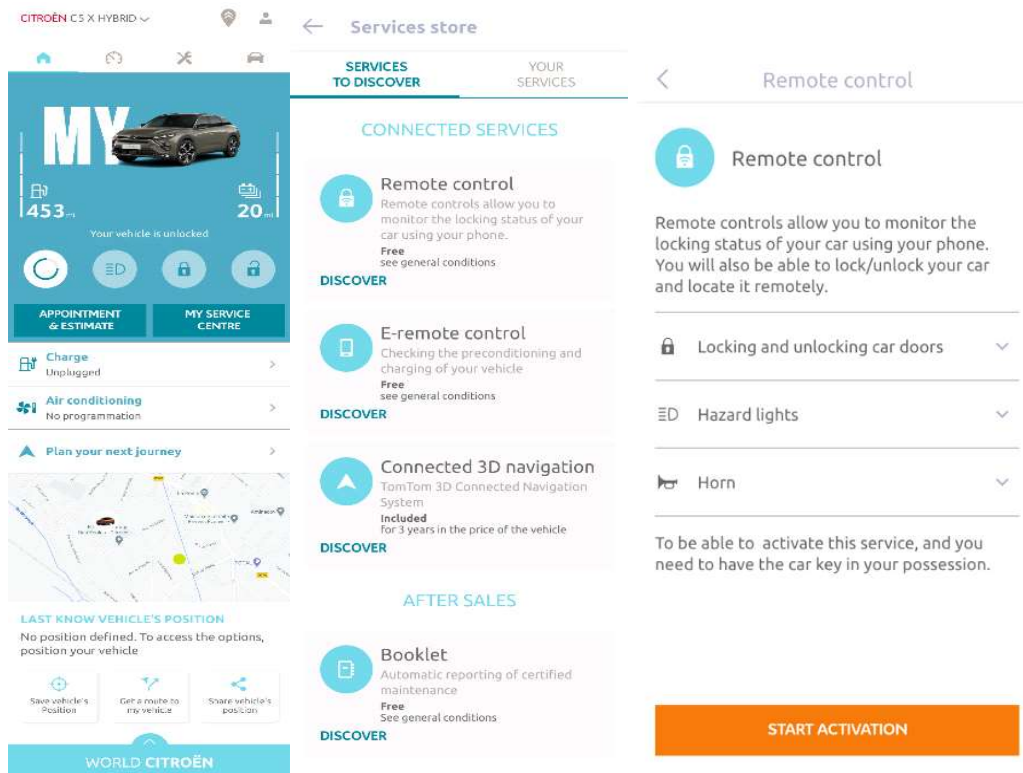 CITROËN C5 X HYBRID
MY
453 mi
20 mi
Your vehicle is unlocked
APPOINTMENT
& ESTIMATE
MY SERVICE
CENTRE
Charge
Unplugged
Air conditioning
No programmation
Plan your next journey
LAST KNOW VEHICLE'S POSITION
No position defined. To access the options,
position your vehicle
Save vehicle's
Position
Get a route to
my vehicle
Share vehicle's
position
WORLD CITROËN
Services store
SERVICES
TO DISCOVER
YOUR
SERVICES
CONNECTED SERVICES
Remote control
Remote controls allow you to
monitor the locking status of your
car using your phone.
Free
see general conditions
DISCOVER
E-remote control
Checking the preconditioning and
charging of your vehicle
Free
see general conditions
DISCOVER
Connected 3D navigation
TomTom 3D Connected Navigation
System
Included
for 3 years in the price of the vehicle
DISCOVER
AFTER SALES
Booklet
Automatic reporting of certified
maintenance
Free
See general conditions
DISCOVER
Remote control
Remote control
Remote controls allow you to monitor the
locking status of your car using your phone.
You will also be able to lock/unlock your car
and locate it remotely.
Locking and unlocking car doors
Hazard lights
Horn
To be able to activate this service, and you
need to have the car key in your possession.
START ACTIVATION